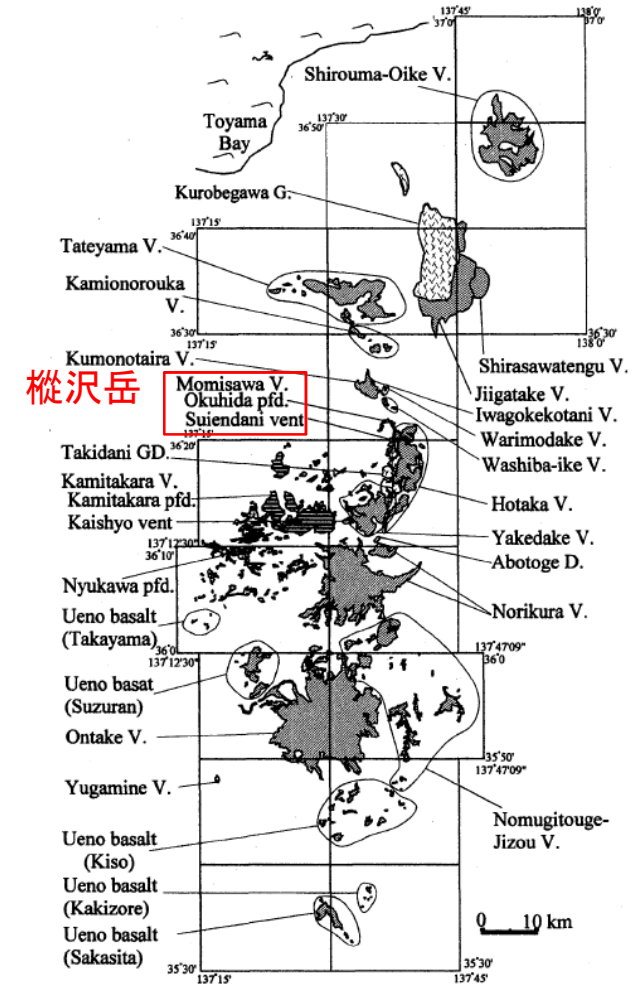 137°45'
37°0'
138°0'
37°0'
Shirouma-Oike V.
Toyama
Bay
137°30'
36°50'
Kurobegawa G.
137°15'
36°40'
Tateyama V.
Kamionorouka
V.
36°30'
137°15'
36°30'
138°0'
Kumonotaira V.
Shirasawatengu V.
樅沢岳
Momisawa V.
Okuhida pfd.
Suiendani vent
Jiigatake V.
Iwagokekotani V.
Warimodake V.
Washiba-ike V.
137°15'
36°20'
Takidani GD.
Kamitakara V.
Kamitakara pfd.
Kaishyo vent
Hotaka V.
Yakedake V.
Abotoge D.
137°12'30"
36°10'
Nyukawa pfd.
Norikura V.
Ueno basalt
(Takayama)
36°0'
137°12'30"
137°47'09"
36°0'
Ueno basat
(Suzuran)
Ontake V.
35°50'
137°47'09"
Yugamine V.
Nomugitouge-
Jizou V.
Ueno basalt
(Kiso)
Ueno basalt
(Kakizore)
Ueno basalt
(Sakasita)
0 10 km
35°30'
137°15'
35°30'
137°45'